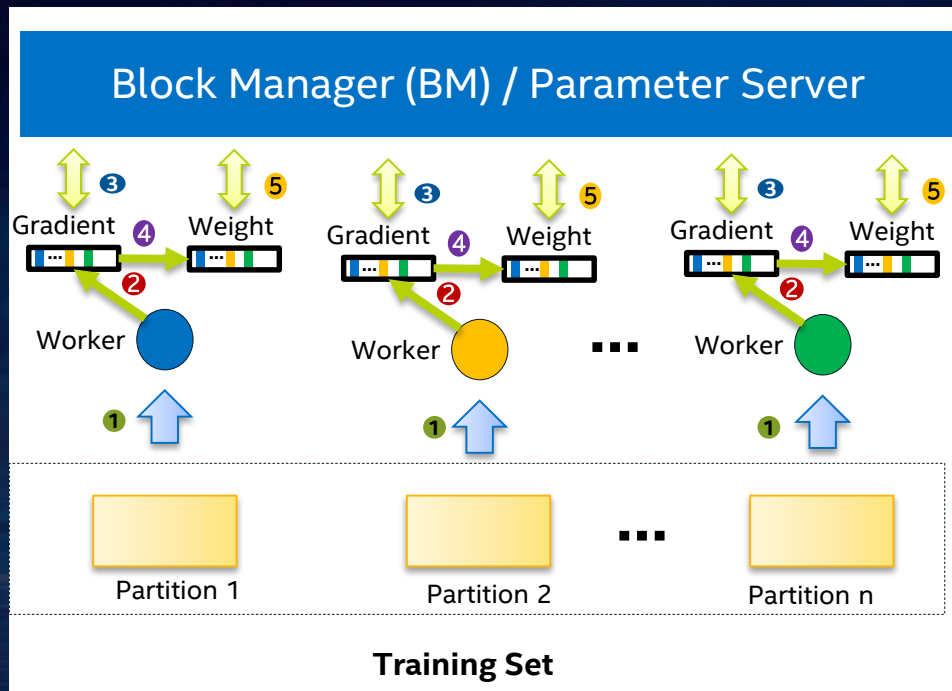 Block Manager (BM) / Parameter Server
3 5 3 5 3 5
Gradient 4 Weight Gradient 4 Weight Gradient 4 Weight
... ... ... ... ... ...
2 2 2
Worker Worker ... Worker
1 1 1
...
Partition 1 Partition 2 Partition n
Training Set